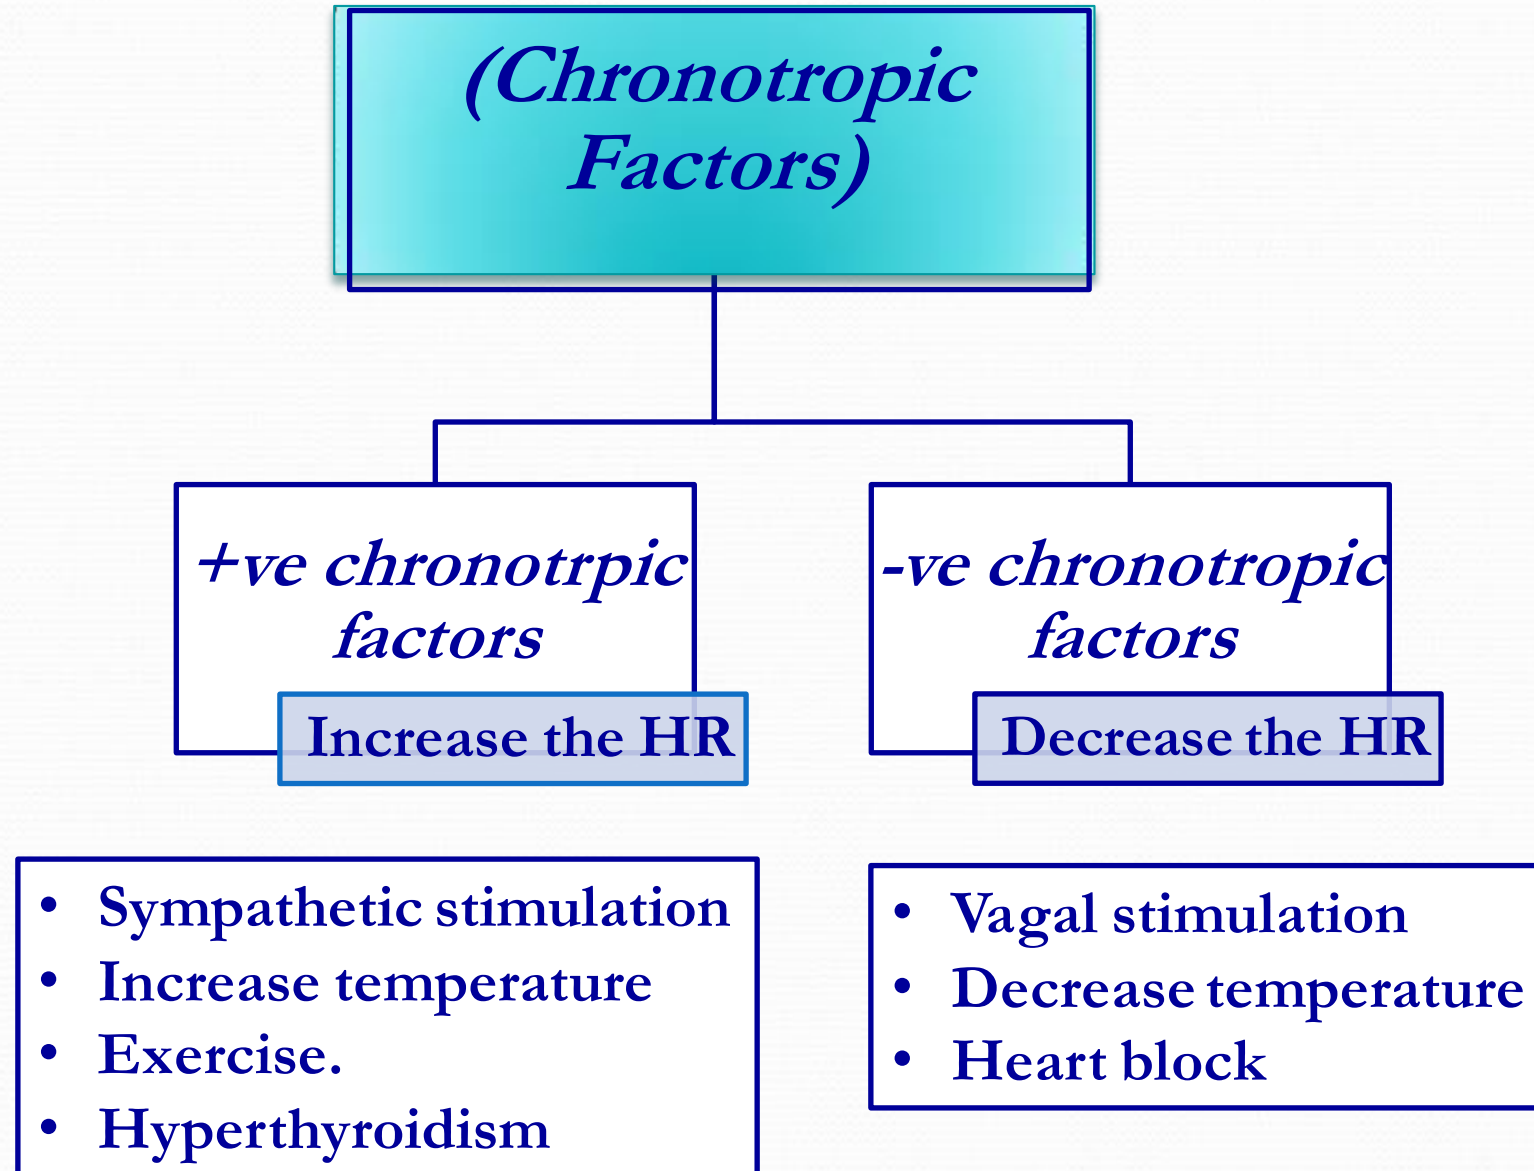 (Chronotropic
Factors)
+ve chronotrpic
factors
Increase the HR
-ve chronotropic
factors
Decrease the HR
• Sympathetic stimulation
• Increase temperature
• Exercise.
• Hyperthyroidism
• Vagal stimulation
• Decrease temperature
• Heart block